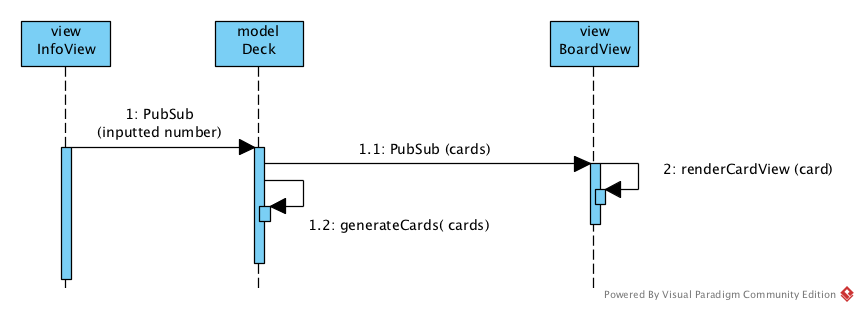 view
InfoView
model
Deck
view
BoardView
1: PubSub
(inputted number)
1.1: PubSub (cards)
2: renderCardView (card)
1.2: generateCards( cards)
Powered By Visual Paradigm Community Edition